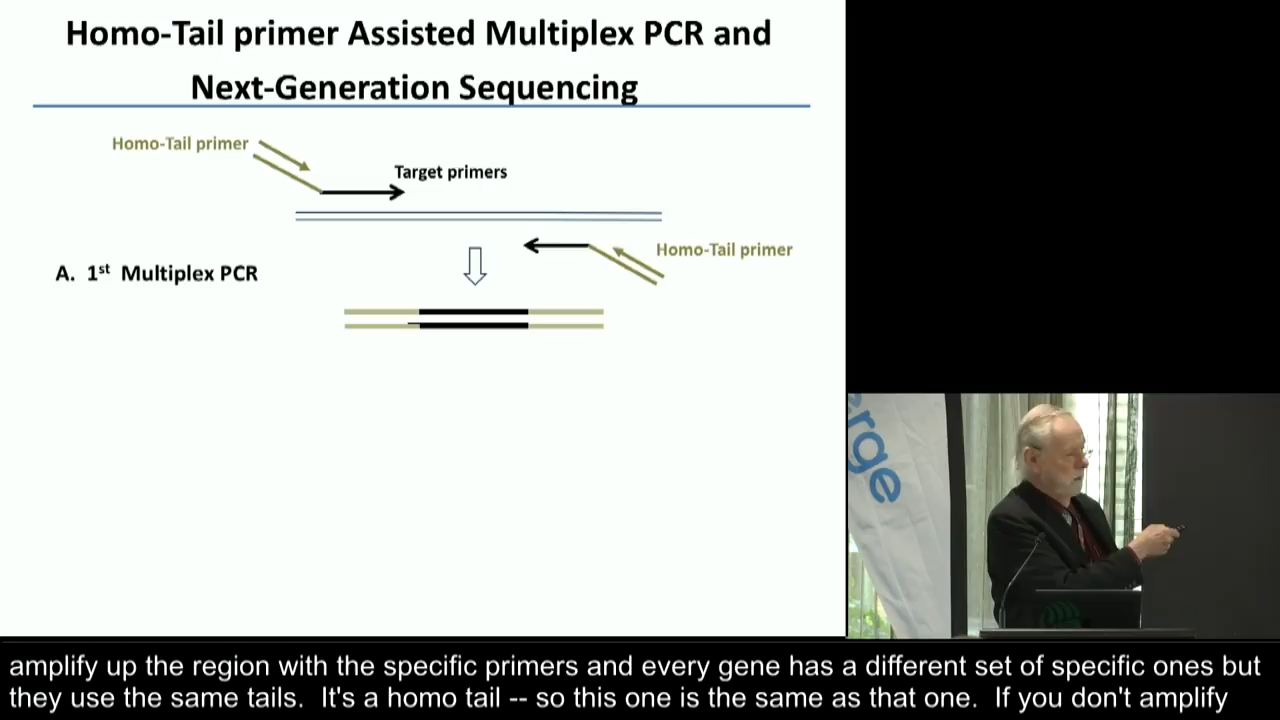 Homo-Tail primer Assisted Multiplex PCR and
Next-Generation Sequencing
Homo-Tail primer
Target primers
Homo-Tail primer
A. 1st Multiplex PCR
erge
amplify up the region with the specific primers and every gene has a different set of specific ones but
they use the same tails. It's a homo tail -- so this one is the same as that one. If you don't amplify